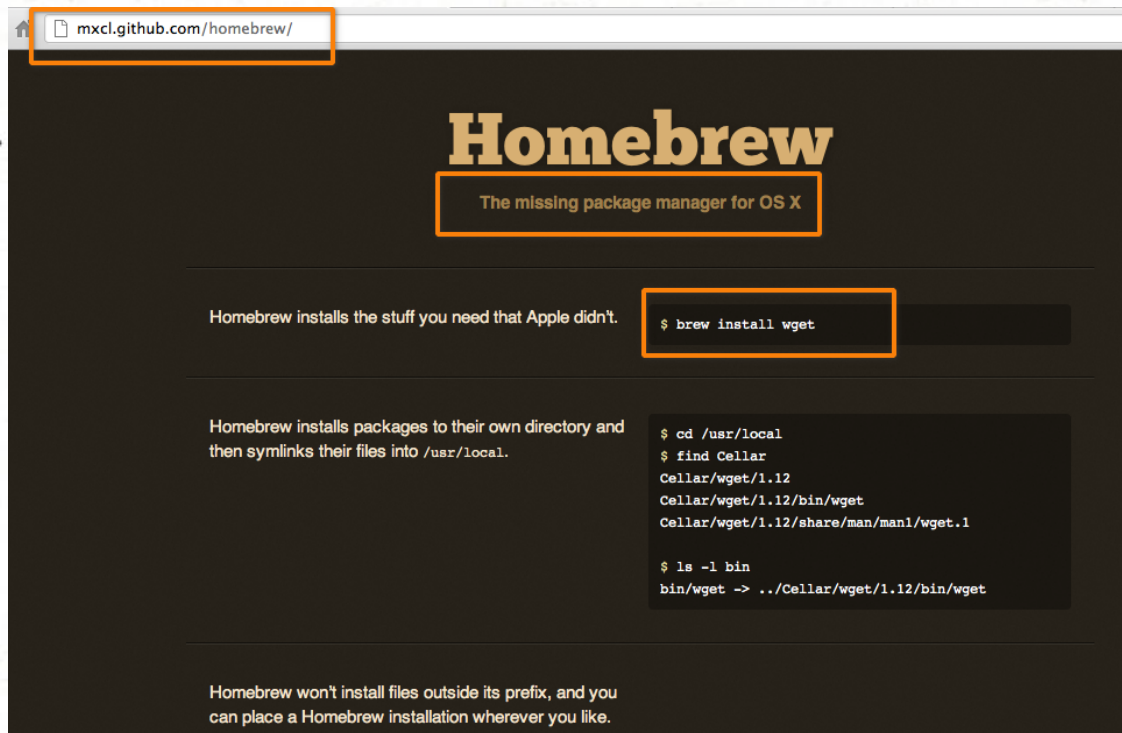 mxcl.github.com/homebrew/
Homebrew
The missing package manager for OS X
Homebrew installs the stuff you need that Apple didn't.
$ brew install wget
Homebrew installs packages to their own directory and
then symlinks their files into /usr/local.
$ cd /usr/local
$ find Cellar
Cellar/wget/1.12
Cellar/wget/1.12/bin/wget
Cellar/wget/1.12/share/man/man1/wget.1
$ ls -l bin
bin/wget -> ../Cellar/wget/1.12/bin/wget
Homebrew won't install files outside its prefix, and you
can place a Homebrew installation wherever you like.